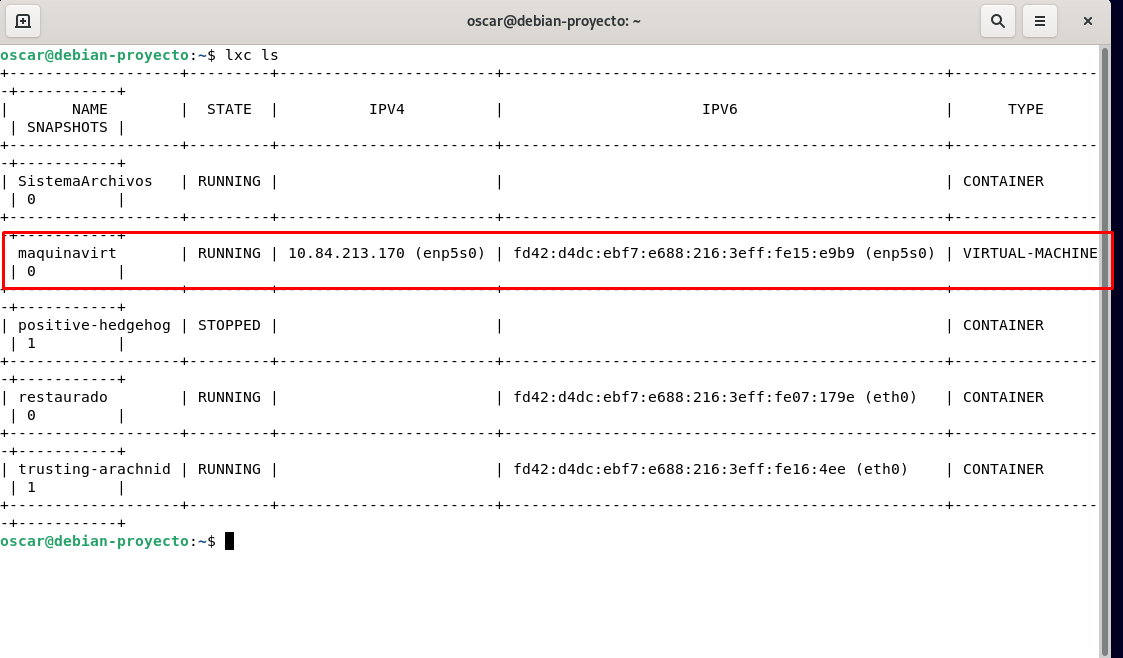 oscar@debian-proyecto: ~
oscar@debian-proyecto:~$ lxc ls
+-------------------+---------+------------------------+------------------------------------------------+----------------
-+-----------+
|       NAME        |  STATE  |          IPV4          |                      IPV6                      |      TYPE
 | SNAPSHOTS |
+-------------------+---------+------------------------+------------------------------------------------+----------------
-+-----------+
| SistemaArchivos   | RUNNING |                        |                                                | CONTAINER
 | 0         |
+-------------------+---------+------------------------+------------------------------------------------+----------------
-+-----------+
  maquinavirt       | RUNNING | 10.84.213.170 (enp5s0) | fd42:d4dc:ebf7:e688:216:3eff:fe15:e9b9 (enp5s0) | VIRTUAL-MACHINE
 | 0         |
+-------------------+---------+------------------------+------------------------------------------------+----------------
-+-----------+
| positive-hedgehog | STOPPED |                        |                                                | CONTAINER
 | 1         |
+-------------------+---------+------------------------+------------------------------------------------+----------------
-+-----------+
| restaurado        | RUNNING |                        | fd42:d4dc:ebf7:e688:216:3eff:fe07:179e (eth0)   | CONTAINER
 | 0         |
+-------------------+---------+------------------------+------------------------------------------------+----------------
-+-----------+
| trusting-arachnid | RUNNING |                        | fd42:d4dc:ebf7:e688:216:3eff:fe16:4ee (eth0)    | CONTAINER
 | 1         |
+-------------------+---------+------------------------+------------------------------------------------+----------------
-+-----------+
oscar@debian-proyecto:~$